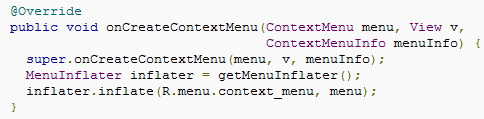 @Override
public void onCreateContextMenu(ContextMenu menu, View v,
                                ContextMenuInfo menuInfo) {
  super.onCreateContextMenu(menu, v, menuInfo);
  MenuInflater inflater = getMenuInflater();
  inflater.inflate(R.menu.context_menu, menu);
}